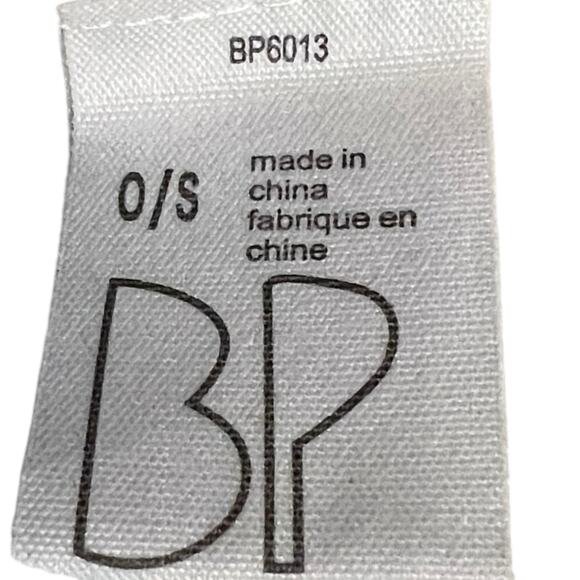 BP6013
O/S
made in
china
fabrique en
chine
BP